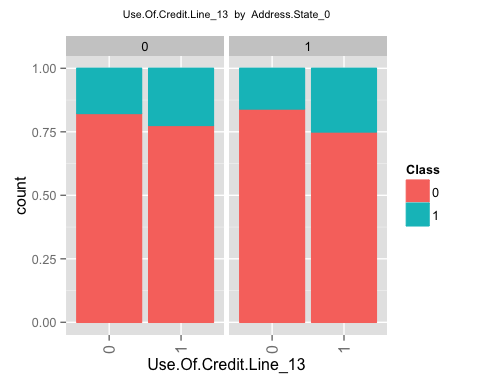 Use.Of.Credit.Line_13 by Address.State_0
0 1
1.00
0.75
0.50
0.25
0.00
count
0 1 0 1
Use.Of.Credit.Line_13
Class
0
1